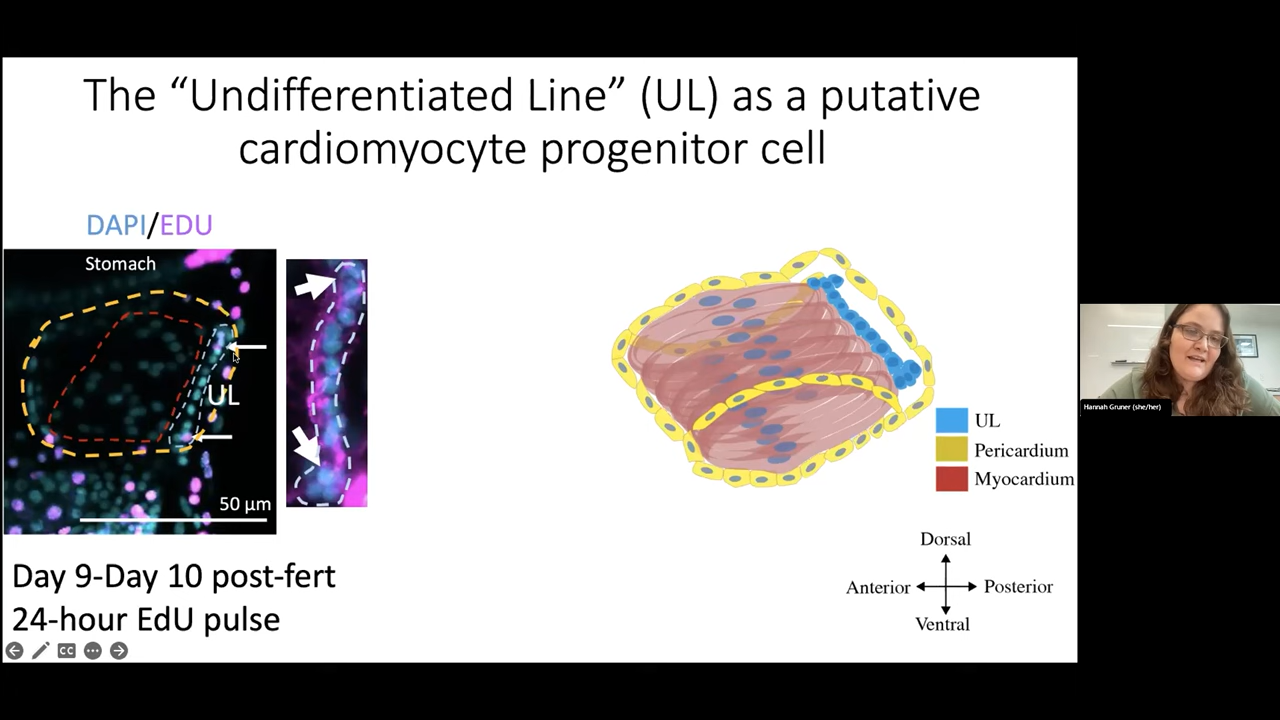 The “Undifferentiated Line” (UL) as a putative
cardiomyocyte progenitor cell
DAPI/EDU
Stomach
UL
50 µm
Day 9-Day 10 post-fert
24-hour EdU pulse
UL
Pericardium
Myocardium
Dorsal
Anterior
Posterior
Ventral
CC
Hannah Gruner (she/her)